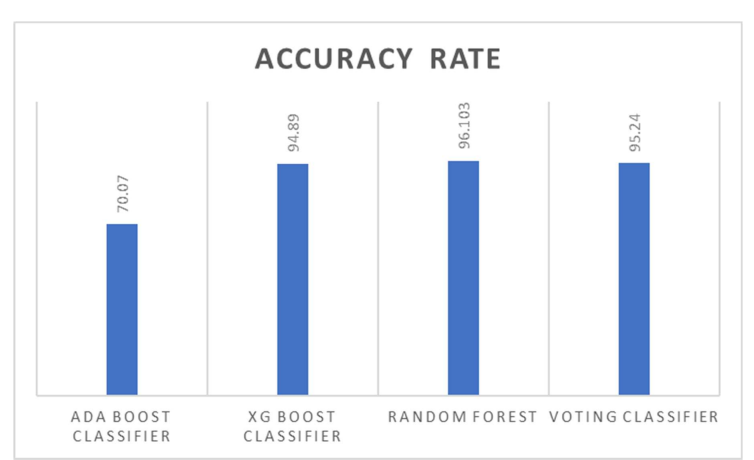 ACCURACY RATE
70.07
94.89
96.103
95.24
ADA BOOST
CLASSIFIER
XG BOOST
CLASSIFIER
RANDOM FOREST
VOTING CLASSIFIER